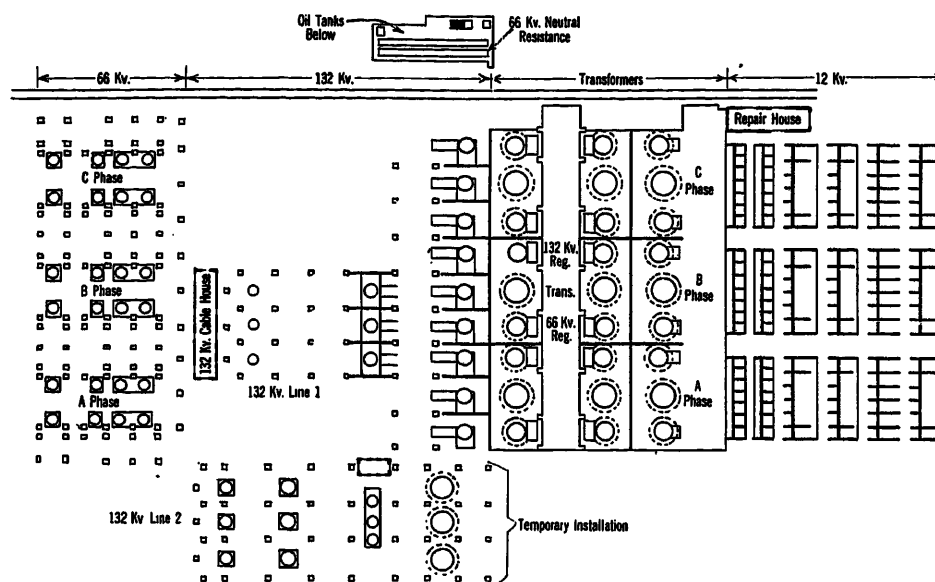 Oil Tanks
Below
66 Kv. Neutral
Resistance
66 Kv.
132 Kv.
Transformers
12 Kv.
Repair House
C Phase
C
Phase
132 Kv.
Reg.
B Phase
132 Kv. Cable House
Trans.
B
Phase
66 Kv.
Reg.
132 Kv. Line 1
A Phase
A
Phase
132 Kv Line 2
Temporary Installation